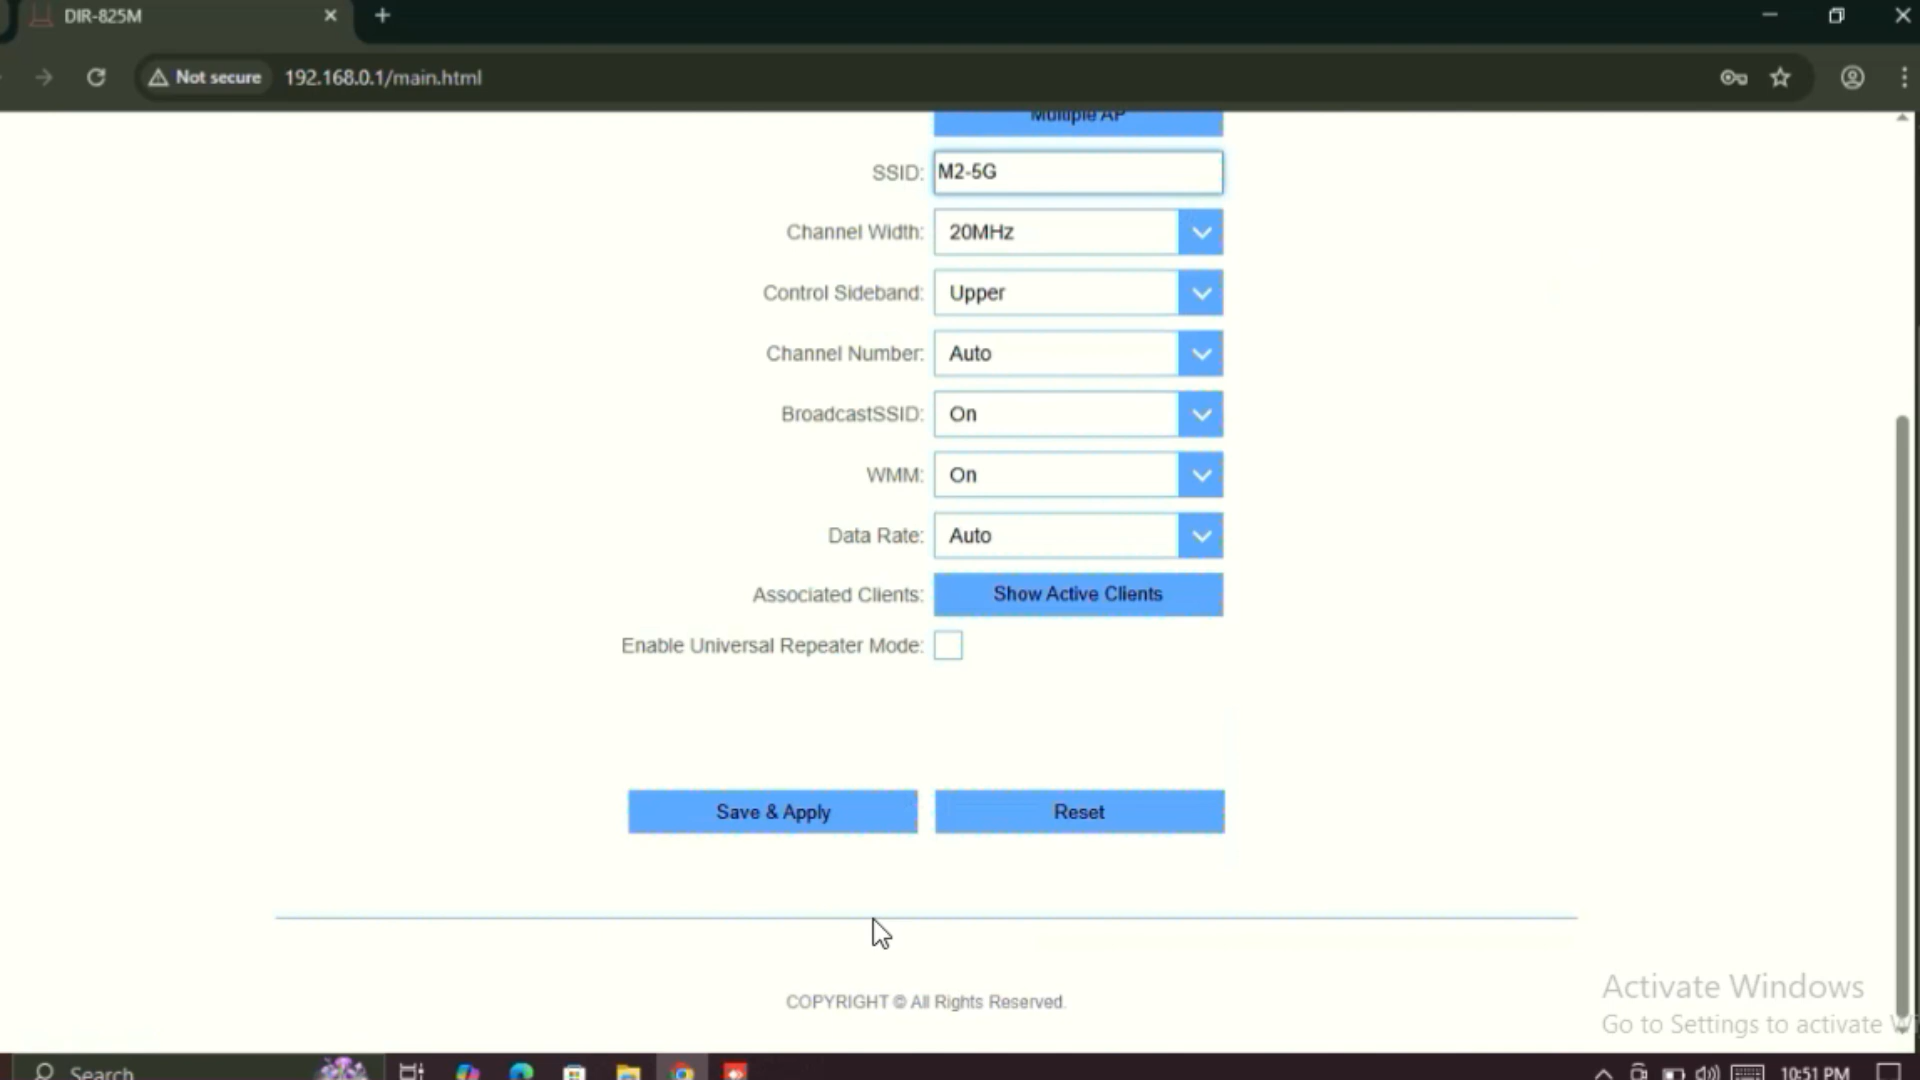 DIR-825M
Not secure
192.168.0.1/main.html
Multiple AP
SSID: M2-5G
Channel Width: 20MHz
Control Sideband: Upper
Channel Number: Auto
BroadcastSSID: On
WMM: On
Data Rate: Auto
Associated Clients: Show Active Clients
Enable Universal Repeater Mode:
Save & Apply Reset
COPYRIGHT © All Rights Reserved.
Activate Windows
Go to Settings to activate W
Search
10:51 PM